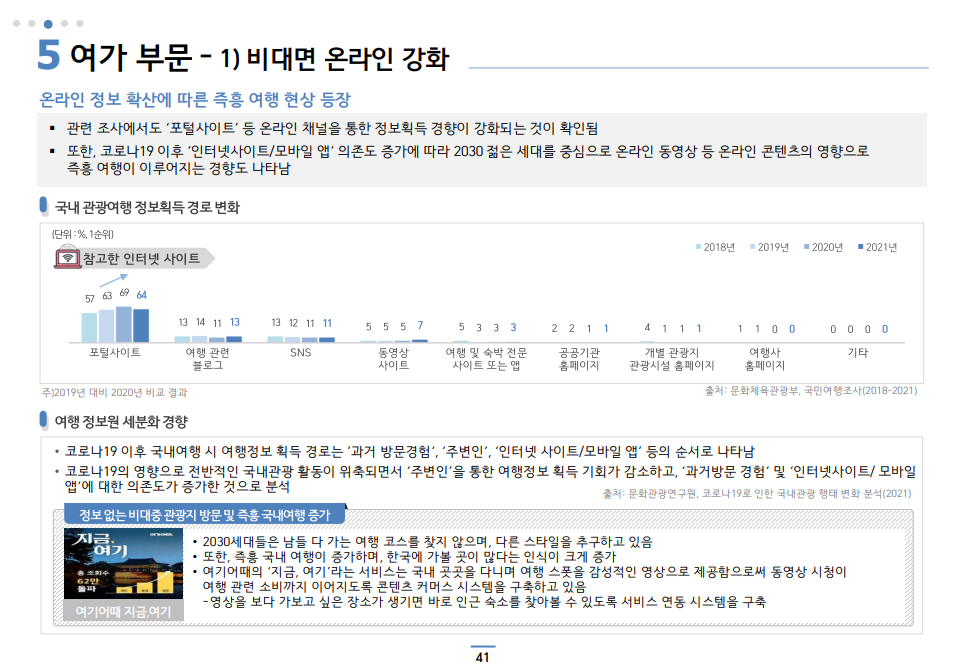 5 여가 부문 – 1) 비대면 온라인 강화
온라인 정보 확산에 따른 즉흥 여행 현상 등장
▪ 관련 조사에서도 ‘포털사이트’ 등 온라인 채널을 통한 정보획득 경향이 강화되는 것이 확인됨
▪ 또한, 코로나19 이후 ‘인터넷사이트/모바일 앱’ 의존도 증가에 따라 2030 젊은 세대를 중심으로 온라인 동영상 등 온라인 콘텐츠의 영향으로
즉흥 여행이 이루어지는 경향도 나타남
국내 관광여행 정보획득 경로 변화
(단위 : %, 1순위)
참고한 인터넷 사이트
2018년 2019년 2020년 2021년
57 63 69 64
13 14 11 13
13 12 11 11
5 5 5 7
5 3 3 3
2 2 1 1
4 1 1 1
1 1 0 0
0 0 0 0
포털사이트
여행 관련
블로그
SNS
동영상
사이트
여행 및 숙박 전문
사이트 또는 앱
공공기관
홈페이지
개별 관광지
관광시설 홈페이지
여행사
홈페이지
기타
주)2019년 대비 2020년 비교 결과
출처: 문화체육관광부, 국민여행조사(2018-2021)
여행 정보원 세분화 경향
• 코로나19 이후 국내여행 시 여행정보 획득 경로는 ‘과거 방문경험’, ‘주변인’, ‘인터넷 사이트/모바일 앱’ 등의 순서로 나타남
• 코로나19의 영향으로 전반적인 국내관광 활동이 위축되면서 ‘주변인’을 통한 여행정보 획득 기회가 감소하고, ‘과거방문 경험’ 및 ‘인터넷사이트/ 모바일
앱’에 대한 의존도가 증가한 것으로 분석
출처: 문화관광연구원, 코로나19로 인한 국내관광 행태 변화 분석(2021)
정보 없는 비대중 관광지 방문 및 즉흥 국내여행 증가
지금,
여기
총 조회수
62만
돌파
여기어때 지금,여기
• 2030세대들은 남들 다 가는 여행 코스를 찾지 않으며, 다른 스타일을 추구하고 있음
• 또한, 즉흥 국내 여행이 증가하며, 한국에 가볼 곳이 많다는 인식이 크게 증가
• 여기어때의 ‘지금, 여기’라는 서비스는 국내 곳곳을 다니며 여행 스폿을 감성적인 영상으로 제공함으로써 동영상 시청이
여행 관련 소비까지 이어지도록 콘텐츠 커머스 시스템을 구축하고 있음
–영상을 보다 가보고 싶은 장소가 생기면 바로 인근 숙소를 찾아볼 수 있도록 서비스 연동 시스템을 구축
41